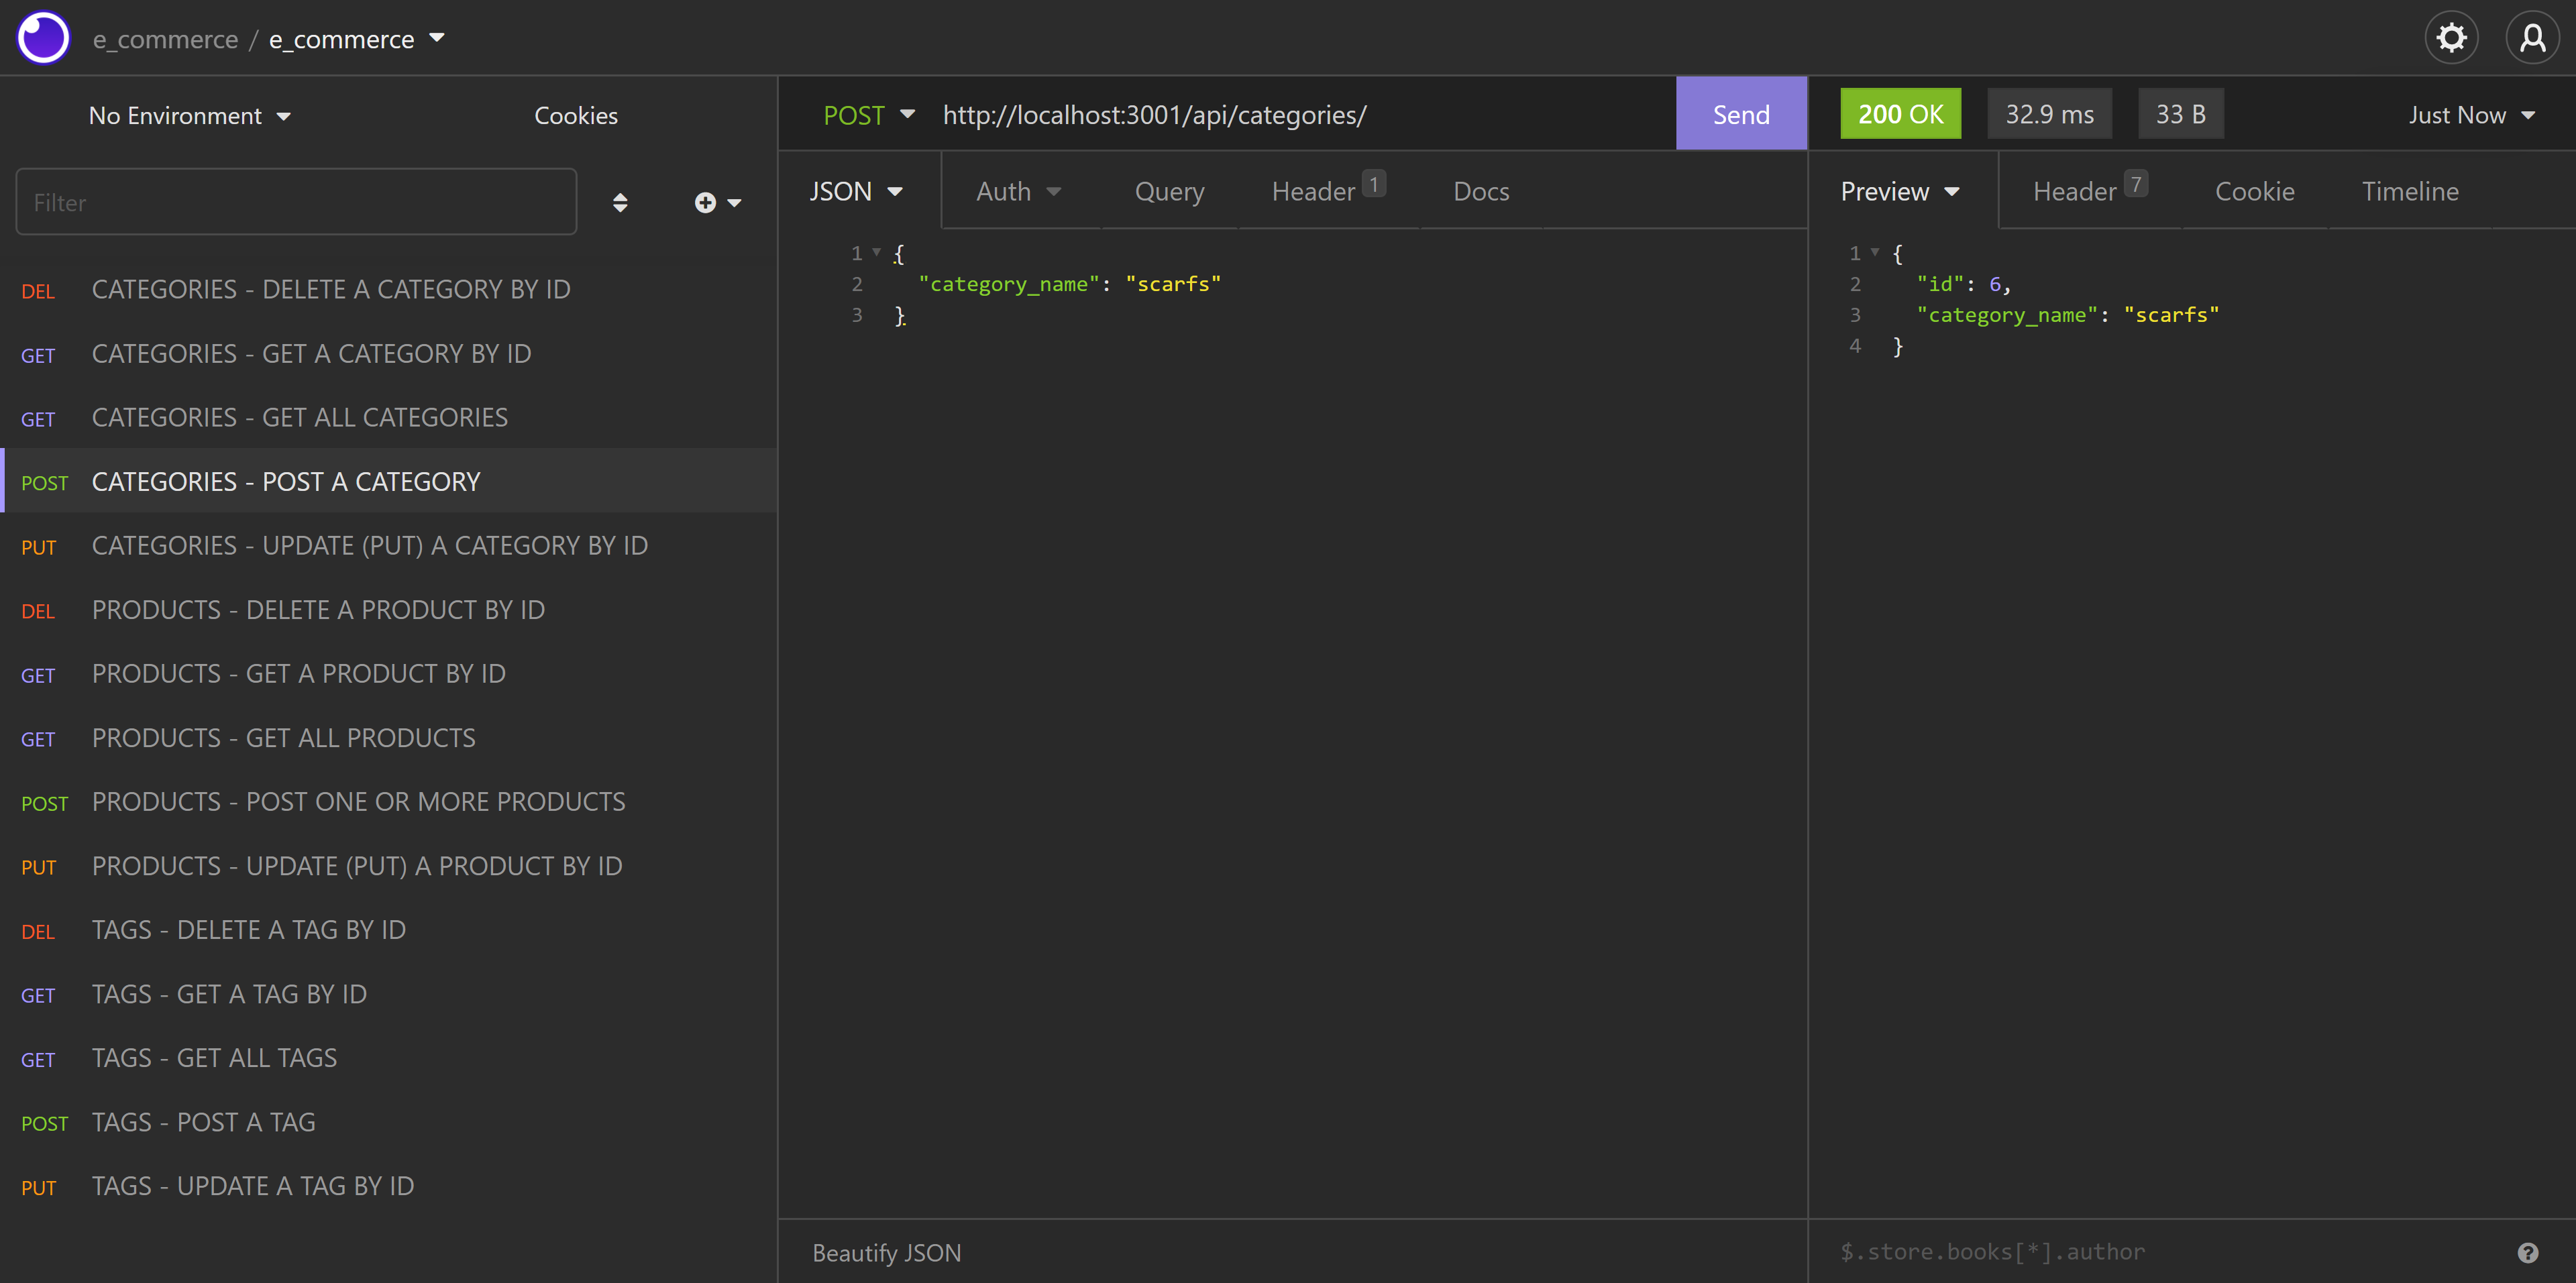 e_commerce / e_commerce
No Environment
Cookies
Filter
DEL CATEGORIES - DELETE A CATEGORY BY ID
GET CATEGORIES - GET A CATEGORY BY ID
GET CATEGORIES - GET ALL CATEGORIES
POST CATEGORIES - POST A CATEGORY
PUT CATEGORIES - UPDATE (PUT) A CATEGORY BY ID
DEL PRODUCTS - DELETE A PRODUCT BY ID
GET PRODUCTS - GET A PRODUCT BY ID
GET PRODUCTS - GET ALL PRODUCTS
POST PRODUCTS - POST ONE OR MORE PRODUCTS
PUT PRODUCTS - UPDATE (PUT) A PRODUCT BY ID
DEL TAGS - DELETE A TAG BY ID
GET TAGS - GET A TAG BY ID
GET TAGS - GET ALL TAGS
POST TAGS - POST A TAG
PUT TAGS - UPDATE A TAG BY ID
POST http://localhost:3001/api/categories/ Send
JSON Auth Query Header 1 Docs
1 {
2 "category_name": "scarfs"
3 }
Beautify JSON
200 OK 32.9 ms 33 B Just Now
Preview Header 7 Cookie Timeline
1 {
2 "id": 6,
3 "category_name": "scarfs"
4 }
$.store.books[*].author